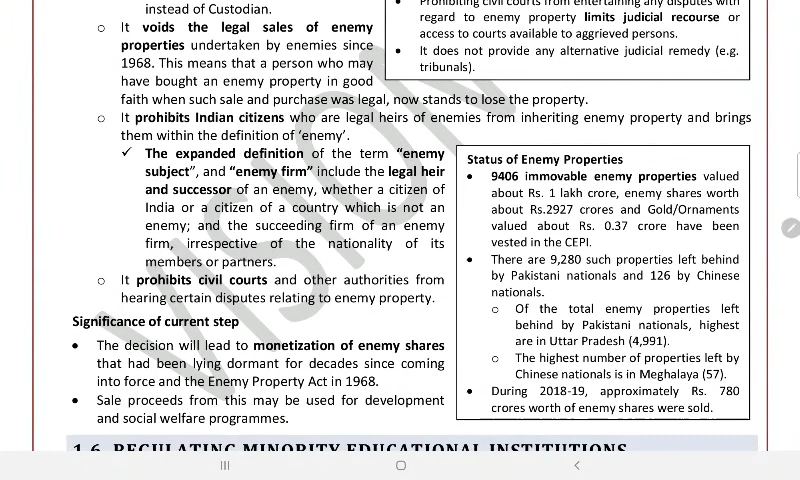 instead of Custodian.
o It voids the legal sales of enemy
properties undertaken by enemies since
1968. This means that a person who may
have bought an enemy property in good
faith when such sale and purchase was legal, now stands to lose the property.
o It prohibits Indian citizens who are legal heirs of enemies from inheriting enemy property and brings
them within the definition of ‘enemy’.
✓ The expanded definition of the term “enemy
subject”, and “enemy firm” include the legal heir
and successor of an enemy, whether a citizen of
India or a citizen of a country which is not an
enemy; and the succeeding firm of an enemy
firm, irrespective of the nationality of its
members or partners.
o It prohibits civil courts and other authorities from
hearing certain disputes relating to enemy property.
Significance of current step
• The decision will lead to monetization of enemy shares
that had been lying dormant for decades since coming
into force and the Enemy Property Act in 1968.
• Sale proceeds from this may be used for development
and social welfare programmes.
• Prohibiting civil courts from entertaining any disputes with
regard to enemy property limits judicial recourse or
access to courts available to aggrieved persons.
• It does not provide any alternative judicial remedy (e.g.
tribunals).
Status of Enemy Properties
• 9406 immovable enemy properties valued
about Rs. 1 lakh crore, enemy shares worth
about Rs.2927 crores and Gold/Ornaments
valued about Rs. 0.37 crore have been
vested in the CEPI.
• There are 9,280 such properties left behind
by Pakistani nationals and 126 by Chinese
nationals.
o Of the total enemy properties left
behind by Pakistani nationals, highest
are in Uttar Pradesh (4,991).
o The highest number of properties left by
Chinese nationals is in Meghalaya (57).
• During 2018-19, approximately Rs. 780
crores worth of enemy shares were sold.
1.6. REGULATING MINORITY EDUCATIONAL INSTITUTIONS
VISION